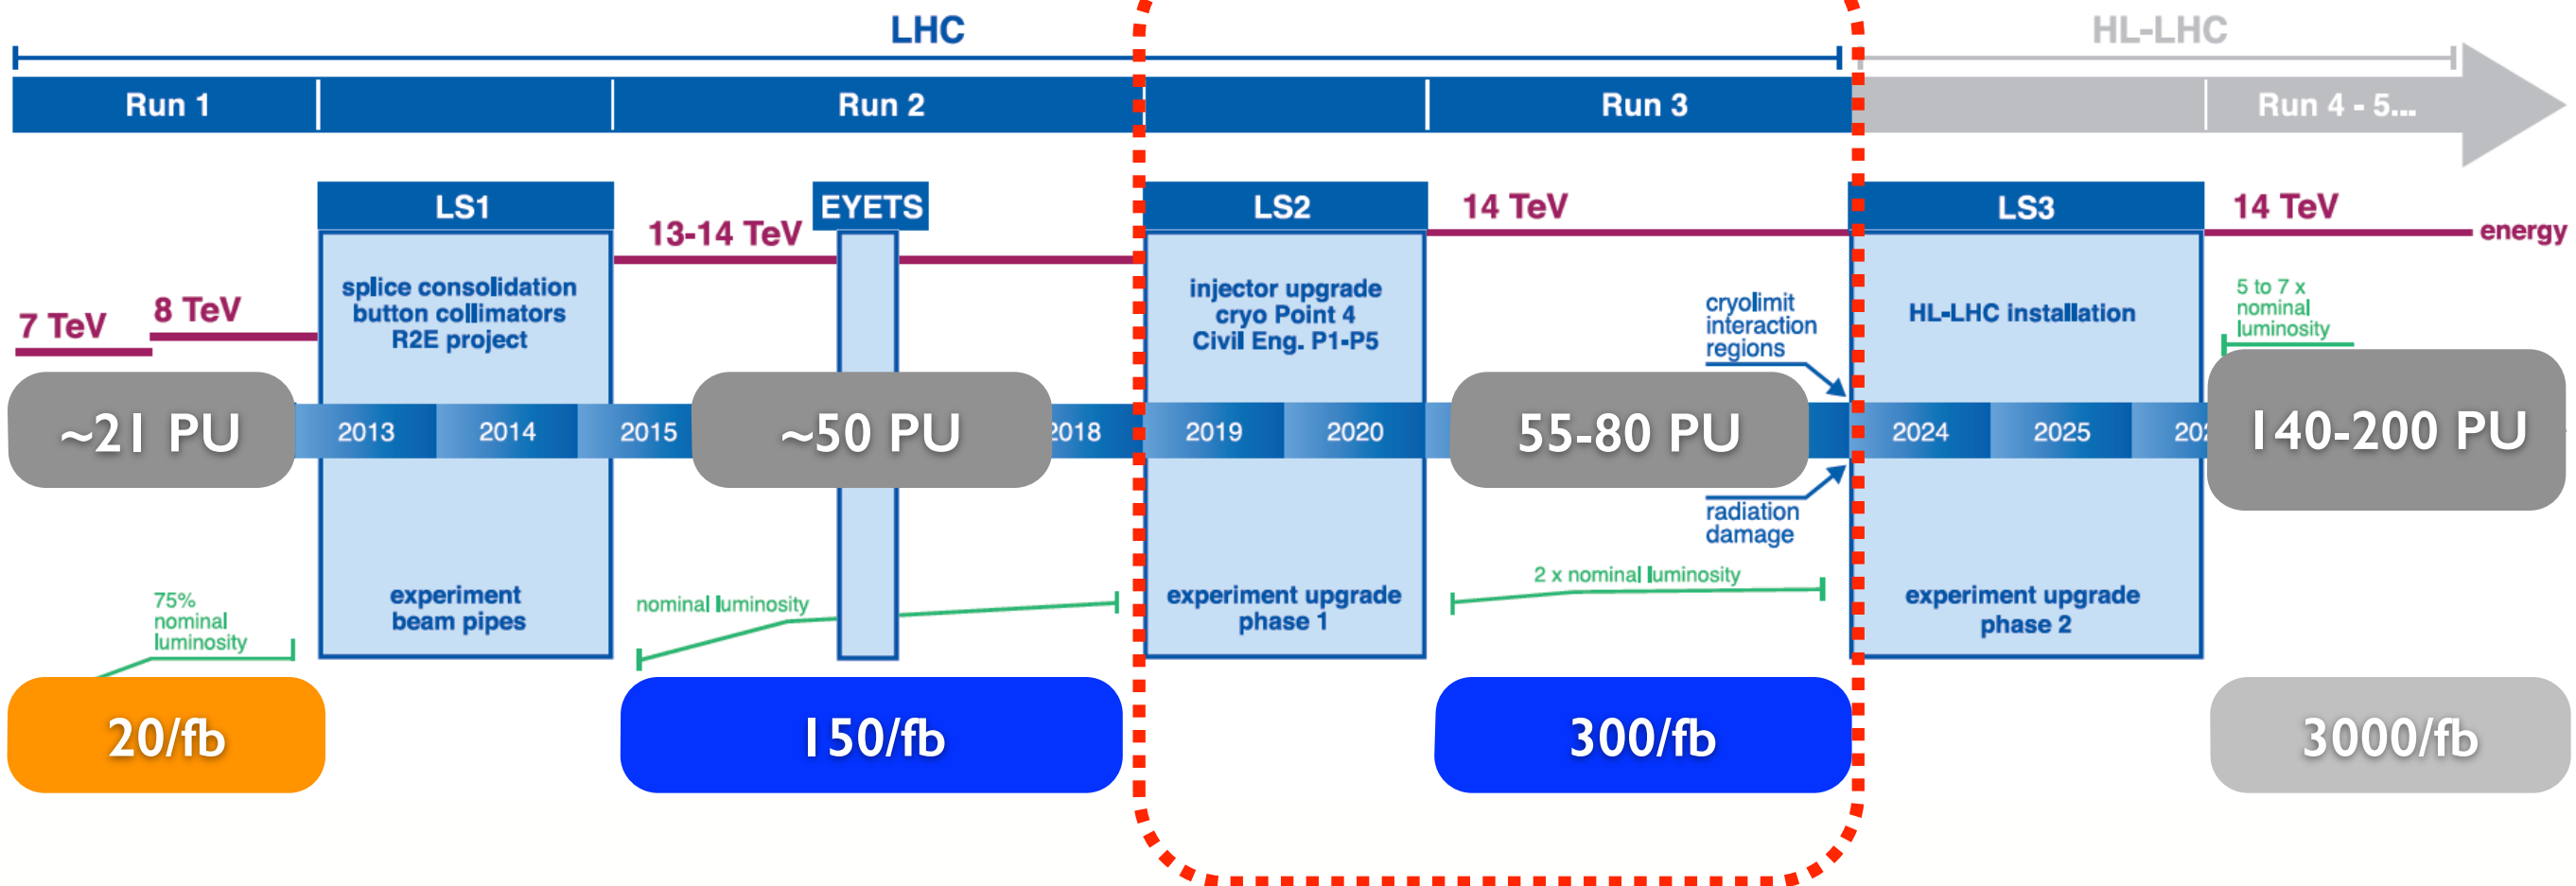 LHC
HL-LHC
Run 1
Run 2
Run 3
Run 4 - 5...
LS1
EYETS
LS2
14 TeV
LS3
14 TeV
13-14 TeV
energy
7 TeV
8 TeV
splice consolidation
button collimators
R2E project
injector upgrade
cryo Point 4
Civil Eng. P1-P5
cryolimit
interaction
regions
HL-LHC installation
5 to 7 x
nominal
luminosity
~21 PU
2013
2014
2015
~50 PU
2018
2019
2020
55-80 PU
2024
2025
140-200 PU
radiation
damage
75%
nominal
luminosity
experiment
beam pipes
nominal luminosity
experiment upgrade
phase 1
2 x nominal luminosity
experiment upgrade
phase 2
20/fb
150/fb
300/fb
3000/fb